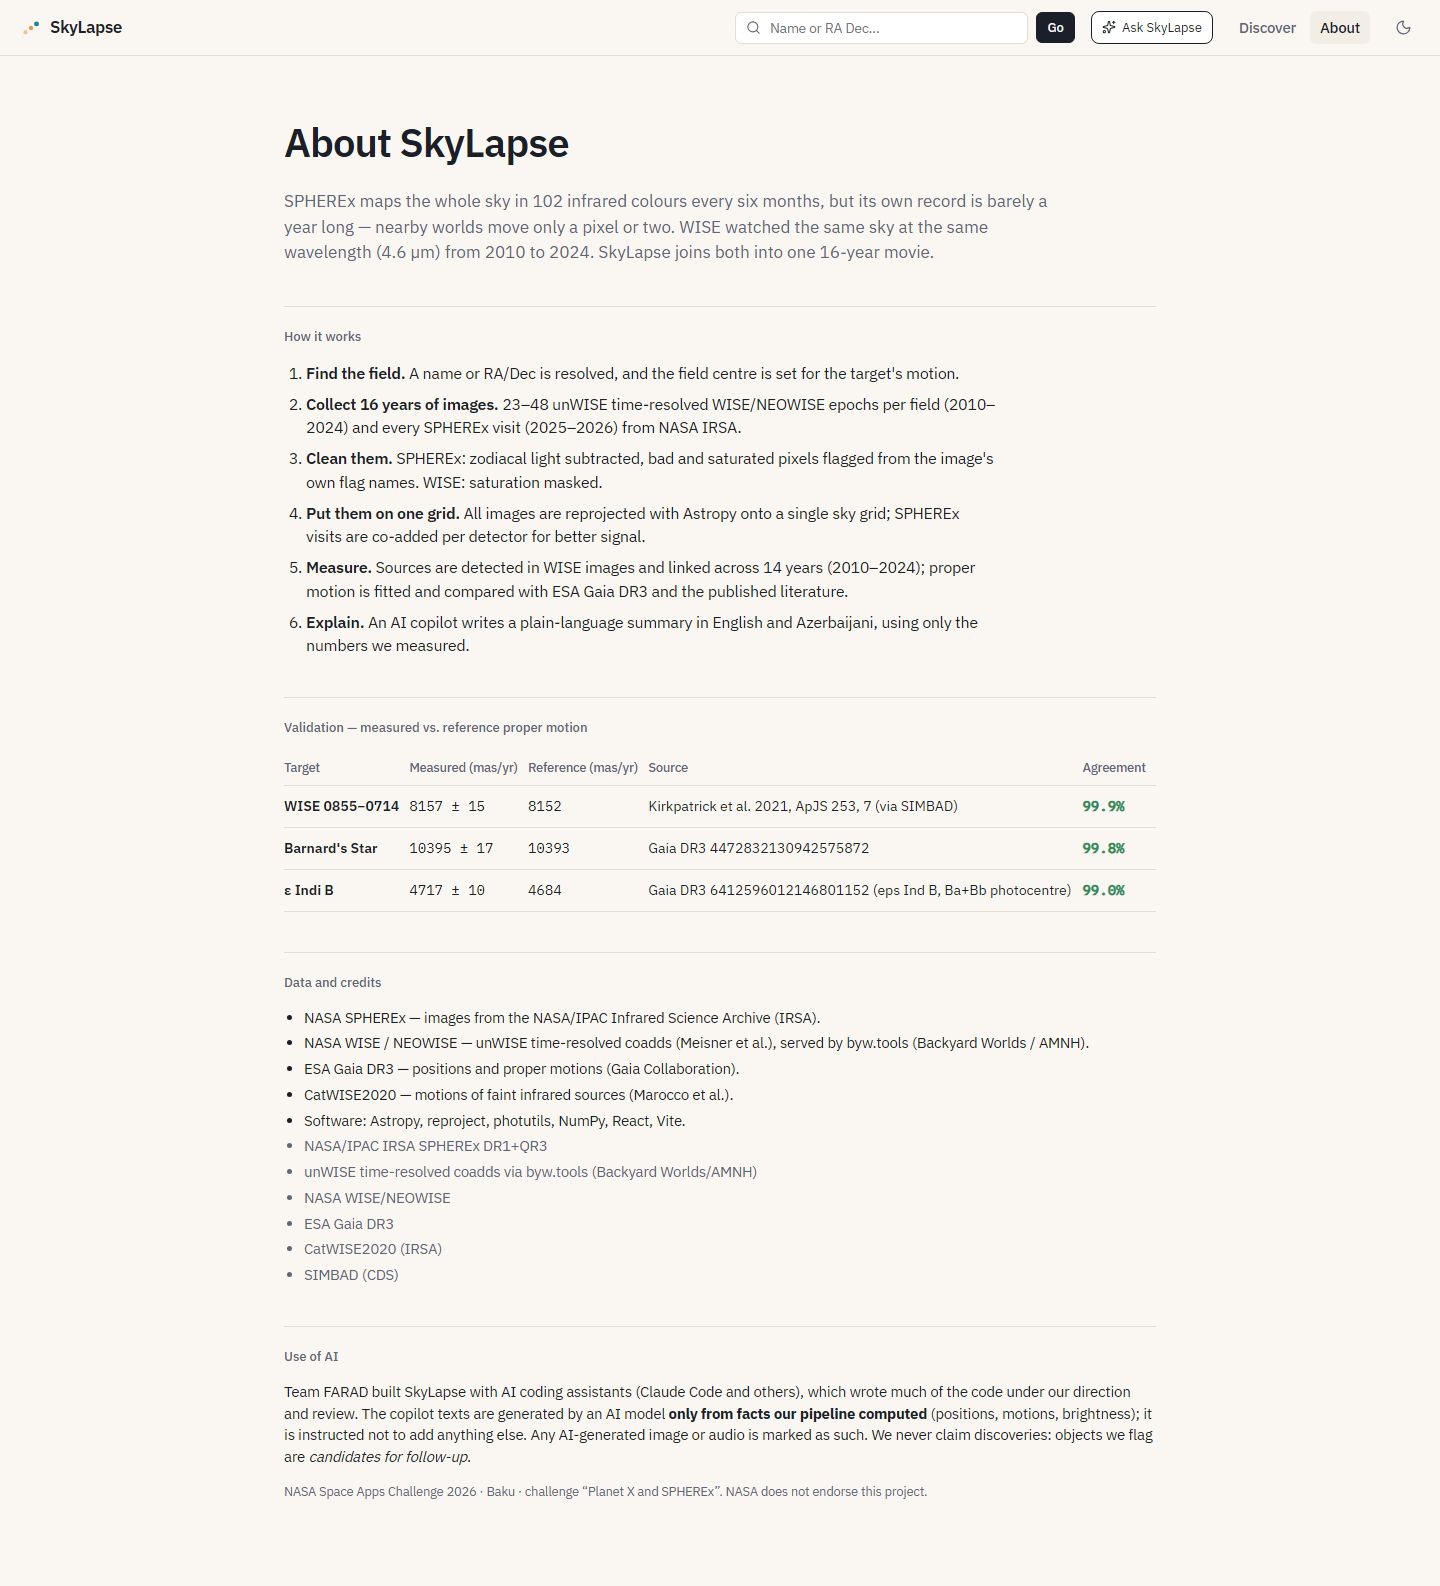 SkyLapse
Name or RA Dec...
Go
Ask SkyLapse
Discover
About
About SkyLapse
SPHEREx maps the whole sky in 102 infrared colours every six months, but its own record is barely a
year long — nearby worlds move only a pixel or two. WISE watched the same sky at the same
wavelength (4.6 µm) from 2010 to 2024. SkyLapse joins both into one 16-year movie.
How it works
1. Find the field. A name or RA/Dec is resolved, and the field centre is set for the target's motion.
2. Collect 16 years of images. 23–48 unWISE time-resolved WISE/NEOWISE epochs per field (2010–
2024) and every SPHEREx visit (2025–2026) from NASA IRSA.
3. Clean them. SPHEREx: zodiacal light subtracted, bad and saturated pixels flagged from the image's
own flag names. WISE: saturation masked.
4. Put them on one grid. All images are reprojected with Astropy onto a single sky grid; SPHEREx
visits are co-added per detector for better signal.
5. Measure. Sources are detected in WISE images and linked across 14 years (2010–2024); proper
motion is fitted and compared with ESA Gaia DR3 and the published literature.
6. Explain. An AI copilot writes a plain-language summary in English and Azerbaijani, using only the
numbers we measured.
Validation — measured vs. reference proper motion
Target Measured (mas/yr) Reference (mas/yr) Source Agreement
WISE 0855−0714 8157 ± 15 8152 Kirkpatrick et al. 2021, ApJS 253, 7 (via SIMBAD) 99.9%
Barnard's Star 10395 ± 17 10393 Gaia DR3 4472832130942575872 99.8%
ε Indi B 4717 ± 10 4684 Gaia DR3 6412596012146801152 (eps Ind B, Ba+Bb photocentre) 99.0%
Data and credits
• NASA SPHEREx — images from the NASA/IPAC Infrared Science Archive (IRSA).
• NASA WISE / NEOWISE — unWISE time-resolved coadds (Meisner et al.), served by byw.tools (Backyard Worlds / AMNH).
• ESA Gaia DR3 — positions and proper motions (Gaia Collaboration).
• CatWISE2020 — motions of faint infrared sources (Marocco et al.).
• Software: Astropy, reproject, photutils, NumPy, React, Vite.
• NASA/IPAC IRSA SPHEREx DR1+QR3
• unWISE time-resolved coadds via byw.tools (Backyard Worlds/AMNH)
• NASA WISE/NEOWISE
• ESA Gaia DR3
• CatWISE2020 (IRSA)
• SIMBAD (CDS)
Use of AI
Team FARAD built SkyLapse with AI coding assistants (Claude Code and others), which wrote much of the code under our direction
and review. The copilot texts are generated by an AI model only from facts our pipeline computed (positions, motions, brightness); it
is instructed not to add anything else. Any AI-generated image or audio is marked as such. We never claim discoveries: objects we flag
are candidates for follow-up.
NASA Space Apps Challenge 2026 · Baku · challenge “Planet X and SPHEREx”. NASA does not endorse this project.